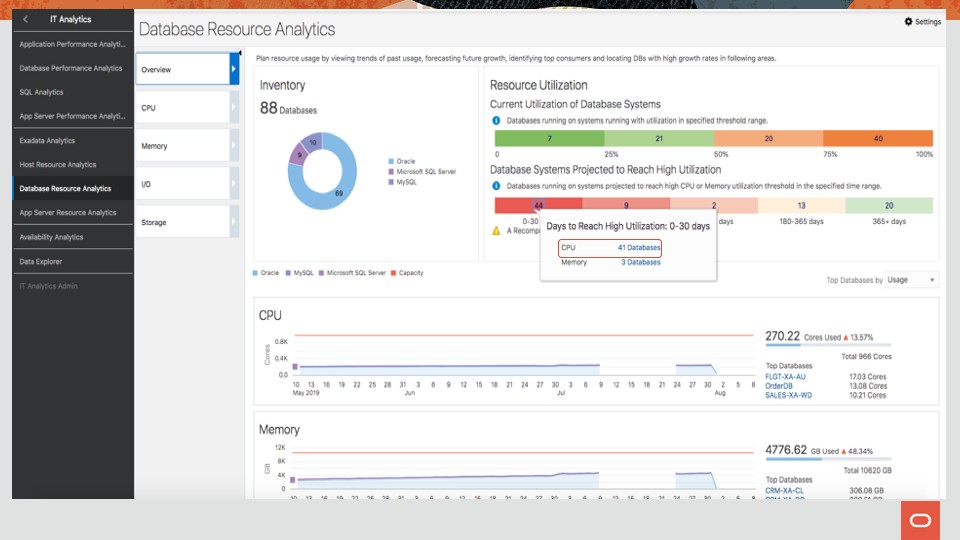 IT Analytics
Application Performance Analyti...
Database Performance Analytics
SQL Analytics
App Server Performance Analyti...
Exadata Analytics
Host Resource Analytics
Database Resource Analytics
App Server Resource Analytics
Availability Analytics
Data Explorer
IT Analytics Admin
Database Resource Analytics
Settings
Overview
CPU
Memory
I/O
Storage
Plan resource usage by viewing trends of past usage, forecasting future growth, identifying top consumers and locating DBs with high growth rates in following areas.
Inventory
88 Databases
10
9
69
Oracle
Microsoft SQL Server
MySQL
Resource Utilization
Current Utilization of Database Systems
Databases running on systems running with utilization in specified threshold range.
7 21 20 40
0 25% 50% 75% 100%
Database Systems Projected to Reach High Utilization
Databases running on systems projected to reach high CPU or Memory utilization threshold in the specified time range.
44 9 2 13 20
0-30 days 180-365 days 365+ days
A Recomp
Days to Reach High Utilization: 0-30 days
CPU 41 Databases
Memory 3 Databases
Oracle MySQL Microsoft SQL Server Capacity
Top Databases by Usage
CPU
Cores
0.8K
0.4K
0.0
10 13 16 19 22 25 28 31 3 6 9 12 15 18 21 24 27 30 3 6 9 12 15 18 21 24 27 30 2 5 8
May 2019 Jun Jul Aug
270.22 Cores Used 13.57%
Total 966 Cores
Top Databases
FLGT-XA-AU 17.03 Cores
OrderDB 13.08 Cores
SALES-XA-WD 10.21 Cores
Memory
GB
12K
8K
4K
0
10 13 16 19 22 25 28 31 3 6 9 12 15 18 21 24 27 30 3 6 9 12 15 18 21 24 27 30 2 5 8
4776.62 GB Used 48.34%
Total 10620 GB
Top Databases
CRM-XA-CL 306.08 GB